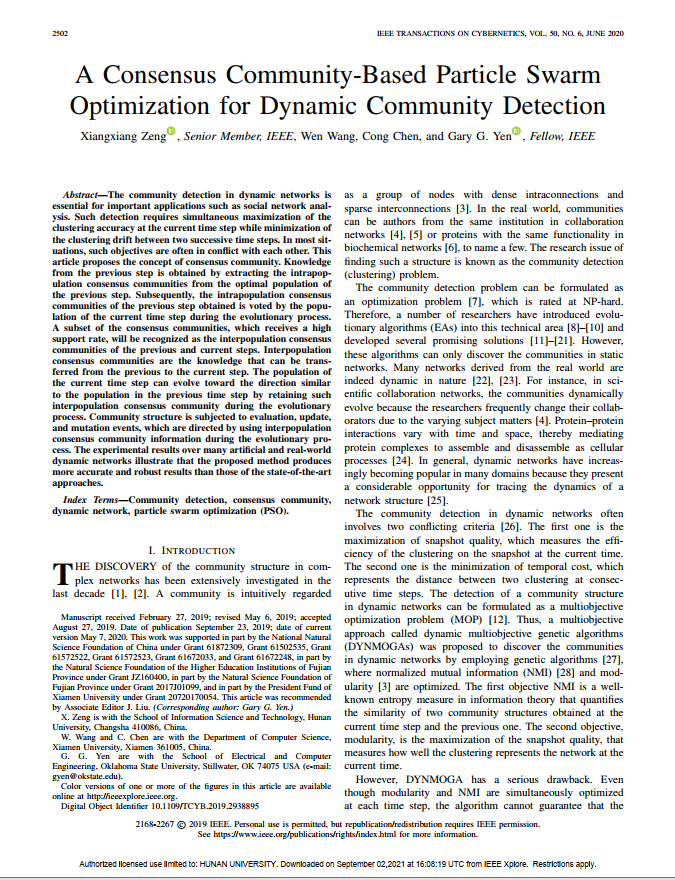 2502
IEEE TRANSACTIONS ON CYBERNETICS, VOL. 50, NO. 6, JUNE 2020
A Consensus Community-Based Particle Swarm
Optimization for Dynamic Community Detection
Xiangxiang Zeng, Senior Member, IEEE, Wen Wang, Cong Chen, and Gary G. Yen, Fellow, IEEE
Abstract—The community detection in dynamic networks is
essential for important applications such as social network anal-
ysis. Such detection requires simultaneous maximization of the
clustering accuracy at the current time step while minimization of
the clustering drift between two successive time steps. In most sit-
uations, such objectives are often in conflict with each other. This
article proposes the concept of consensus community. Knowledge
from the previous step is obtained by extracting the intrapop-
ulation consensus communities from the optimal population of
the previous step. Subsequently, the intrapopulation consensus
communities of the previous step obtained is voted by the popu-
lation of the current time step during the evolutionary process.
A subset of the consensus communities, which receives a high
support rate, will be recognized as the interpopulation consensus
communities of the previous and current steps. Interpopulation
consensus communities are the knowledge that can be trans-
ferred from the previous to the current step. The population of
the current time step can evolve toward the direction similar
to the population in the previous time step by retaining such
interpopulation consensus community during the evolutionary
process. Community structure is subjected to evaluation, update,
and mutation events, which are directed by using interpopulation
consensus community information during the evolutionary pro-
cess. The experimental results over many artificial and real-world
dynamic networks illustrate that the proposed method produces
more accurate and robust results than those of the state-of-the-art
approaches.
Index Terms—Community detection, consensus community,
dynamic network, particle swarm optimization (PSO).
I. INTRODUCTION
THE DISCOVERY of the community structure in com-
plex networks has been extensively investigated in the
last decade [1], [2]. A community is intuitively regarded
Manuscript received February 27, 2019; revised May 6, 2019; accepted
August 27, 2019. Date of publication September 23, 2019; date of current
version May 7, 2020. This work was supported in part by the National Natural
Science Foundation of China under Grant 61872309, Grant 61502535, Grant
61572522, Grant 61572523, Grant 61672033, and Grant 61672248, in part by
the Natural Science Foundation of the Higher Education Institutions of Fujian
Province under Grant JZ160400, in part by the Natural Science Foundation of
Fujian Province under Grant 2017J01099, and in part by the President Fund of
Xiamen University under Grant 20720170054. This article was recommended
by Associate Editor J. Liu. (Corresponding author: Gary G. Yen.)
X. Zeng is with the School of Information Science and Technology, Hunan
University, Changsha 410086, China.
W. Wang and C. Chen are with the Department of Computer Science,
Xiamen University, Xiamen 361005, China.
G. G. Yen are with the School of Electrical and Computer
Engineering, Oklahoma State University, Stillwater, OK 74075 USA (e-mail:
gyen@okstate.edu).
Color versions of one or more of the figures in this article are available
online at http://ieeexplore.ieee.org.
Digital Object Identifier 10.1109/TCYB.2019.2938895
as a group of nodes with dense intraconnections and
sparse interconnections [3]. In the real world, communities
can be authors from the same institution in collaboration
networks [4], [5] or proteins with the same functionality in
biochemical networks [6], to name a few. The research issue of
finding such a structure is known as the community detection
(clustering) problem.
The community detection problem can be formulated as
an optimization problem [7], which is rated at NP-hard.
Therefore, a number of researchers have introduced evolu-
tionary algorithms (EAs) into this technical area [8]–[10] and
developed several promising solutions [11]–[21]. However,
these algorithms can only discover the communities in static
networks. Many networks derived from the real world are
indeed dynamic in nature [22], [23]. For instance, in sci-
entific collaboration networks, the communities dynamically
evolve because the researchers frequently change their collab-
orators due to the varying subject matters [4]. Protein–protein
interactions vary with time and space, thereby mediating
protein complexes to assemble and disassemble as cellular
processes [24]. In general, dynamic networks have increas-
ingly becoming popular in many domains because they present
a considerable opportunity for tracing the dynamics of a
network structure [25].
The community detection in dynamic networks often
involves two conflicting criteria [26]. The first one is the
maximization of snapshot quality, which measures the effi-
ciency of the clustering on the snapshot at the current time.
The second one is the minimization of temporal cost, which
represents the distance between two clustering at consec-
utive time steps. The detection of a community structure
in dynamic networks can be formulated as a multiobjective
optimization problem (MOP) [12]. Thus, a multiobjective
approach called dynamic multiobjective genetic algorithms
(DYNMOGAs) was proposed to discover the communities
in dynamic networks by employing genetic algorithms [27],
where normalized mutual information (NMI) [28] and mod-
ularity [3] are optimized. The first objective NMI is a well-
known entropy measure in information theory that quantifies
the similarity of two community structures obtained at the
current time step and the previous one. The second objective,
modularity, is the maximization of the snapshot quality, that
measures how well the clustering represents the network at the
current time.
However, DYNMOGA has a serious drawback. Even
though modularity and NMI are simultaneously optimized
at each time step, the algorithm cannot guarantee that the
2168-2267 © 2019 IEEE. Personal use is permitted, but republication/redistribution requires IEEE permission.
See https://www.ieee.org/publications/rights/index.html for more information.
Authorized licensed use limited to: HUNAN UNIVERSITY. Downloaded on September 02,2021 at 16:08:19 UTC from IEEE Xplore. Restrictions apply.